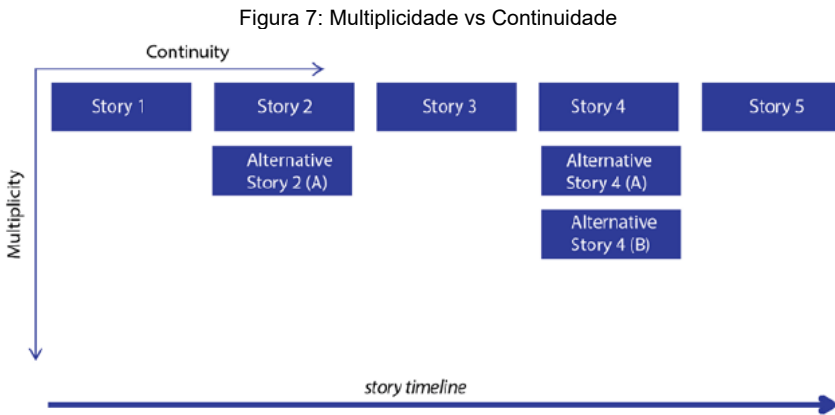 Figura 7: Multiplicidade vs Continuidade
Continuity
Story 1
Story 2
Story 3
Story 4
Story 5
Alternative
Story 2 (A)
Alternative
Story 4 (A)
Alternative
Story 4 (B)
Multiplicity
story timeline